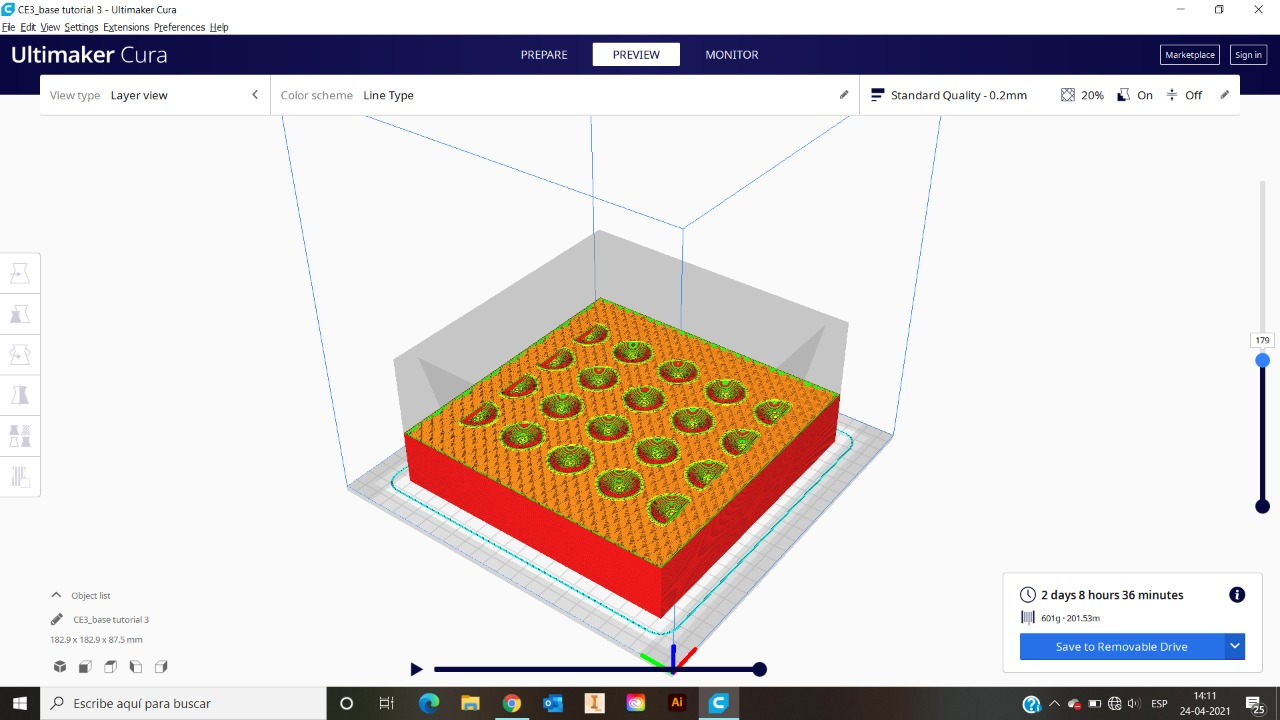 CE3_base tutorial 3 - Ultimaker Cura
File Edit View Settings Extensions Preferences Help
Ultimaker Cura PREPARE PREVIEW MONITOR Marketplace Sign in
View type Layer view Color scheme Line Type Standard Quality - 0.2mm 20% On Off
179
Object list
CE3_base tutorial 3
182.9 x 182.9 x 87.5 mm
2 days 8 hours 36 minutes
601g · 201.53m
Save to Removable Drive
Escribe aquí para buscar
Ai
ESP
14:11
24-04-2021
25